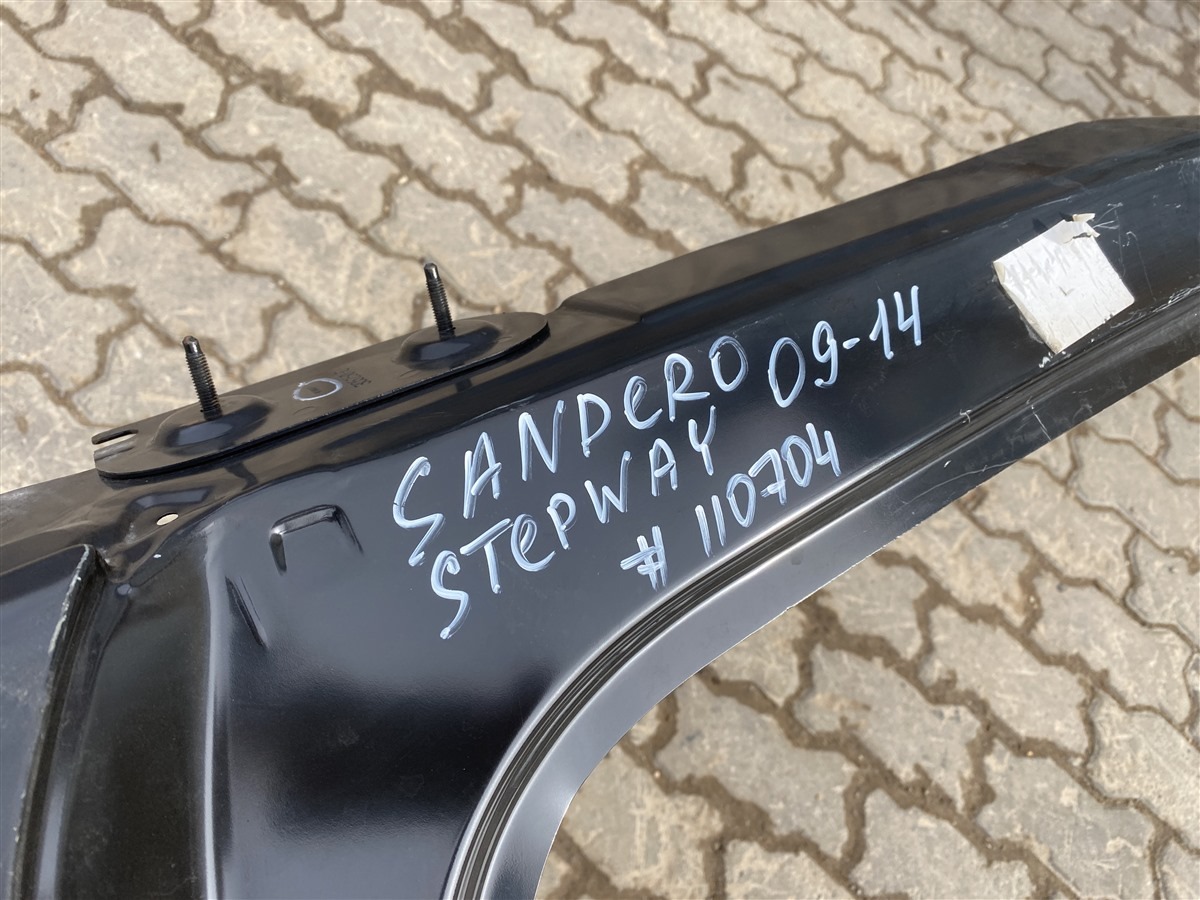 SANDeRO 09-14
STePWAY
# 110704